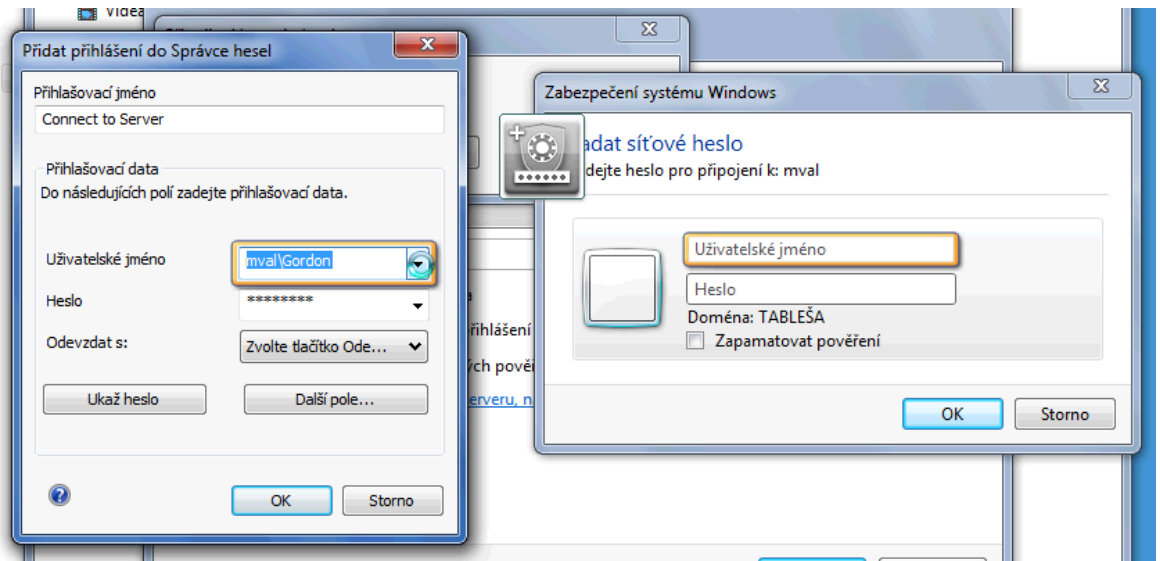 Přidat přihlášení do Správce hesel
Přihlašovací jméno
Connect to Server
Přihlašovací data
Do následujících polí zadejte přihlašovací data.
Uživatelské jméno
mval\Gordon
Heslo
********
Odevzdat s:
Zvolte tlačítko Ode...
Ukaž heslo
Další pole...
OK
Storno
řihlášení
ých pově
erveru, n
Zabezpečení systému Windows
adat síťové heslo
dejte heslo pro připojení k: mval
Uživatelské jméno
Heslo
Doména: TABLEŠA
Zapamatovat pověření
OK
Storno